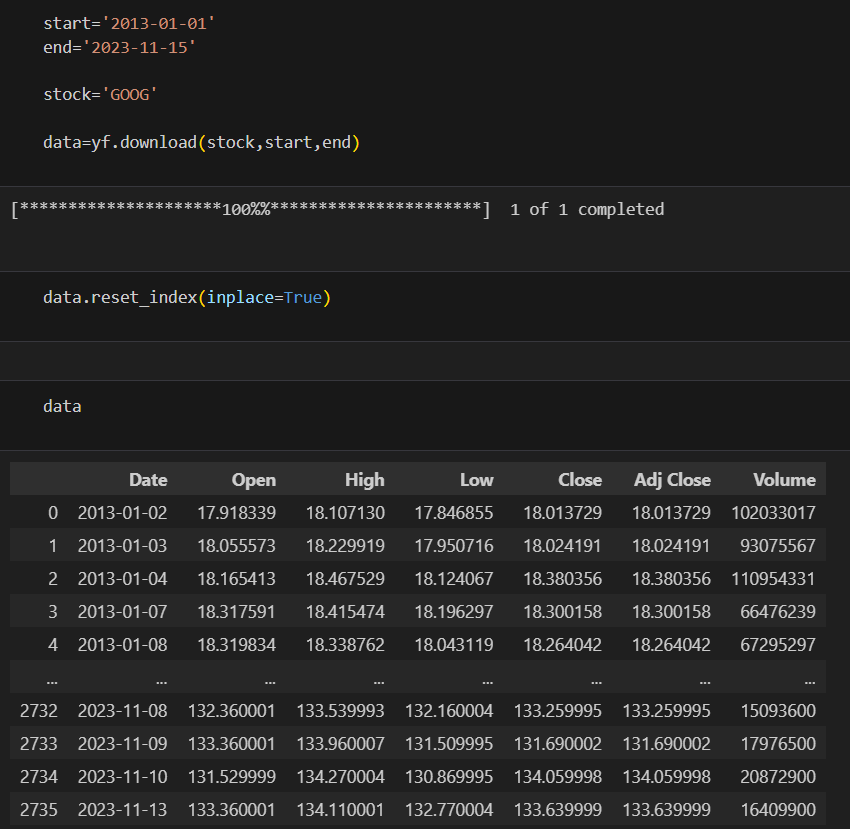 start='2013-01-01'
end='2023-11-15'
stock='GOOG'
data=yf.download(stock,start,end)
[*********************100%%**********************]  1 of 1 completed
data.reset_index(inplace=True)
data
Date Open High Low Close Adj Close Volume
0 2013-01-02 17.918339 18.107130 17.846855 18.013729 18.013729 102033017
1 2013-01-03 18.055573 18.229919 17.950716 18.024191 18.024191 93075567
2 2013-01-04 18.165413 18.467529 18.124067 18.380356 18.380356 110954331
3 2013-01-07 18.317591 18.415474 18.196297 18.300158 18.300158 66476239
4 2013-01-08 18.319834 18.338762 18.043119 18.264042 18.264042 67295297
... ... ... ... ... ... ... ...
2732 2023-11-08 132.360001 133.539993 132.160004 133.259995 133.259995 15093600
2733 2023-11-09 133.360001 133.960007 131.509995 131.690002 131.690002 17976500
2734 2023-11-10 131.529999 134.270004 130.869995 134.059998 134.059998 20872900
2735 2023-11-13 133.360001 134.110001 132.770004 133.639999 133.639999 16409900